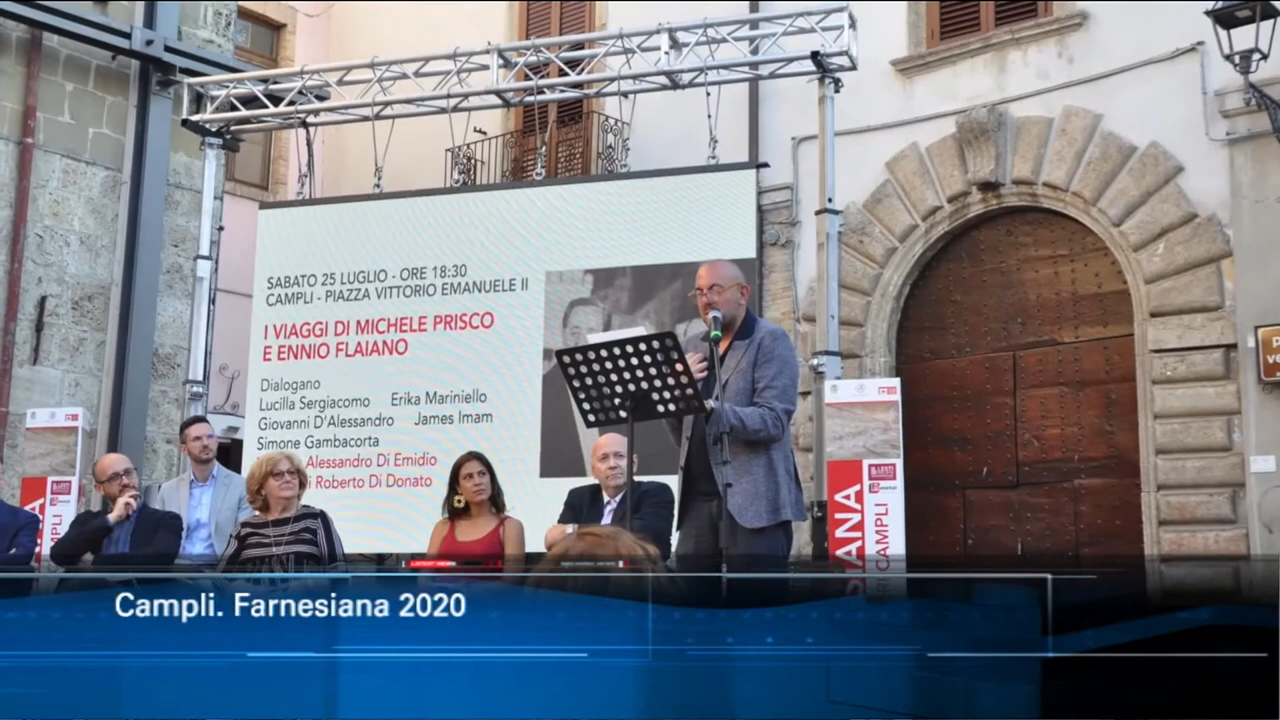 SABATO 25 LUGLIO - ORE 18:30
CAMPLI - PIAZZA VITTORIO EMANUELE II
I VIAGGI DI MICHELE PRISCO
E ENNIO FLAIANO
Dialogano
Lucilla Sergiacomo Erika Mariniello
Giovanni D'Alessandro James Imam
Simone Gambacorta
Alessandro Di Emidio
Roberto Di Donato
CAMPLI
Campli. Farnesiana 2020